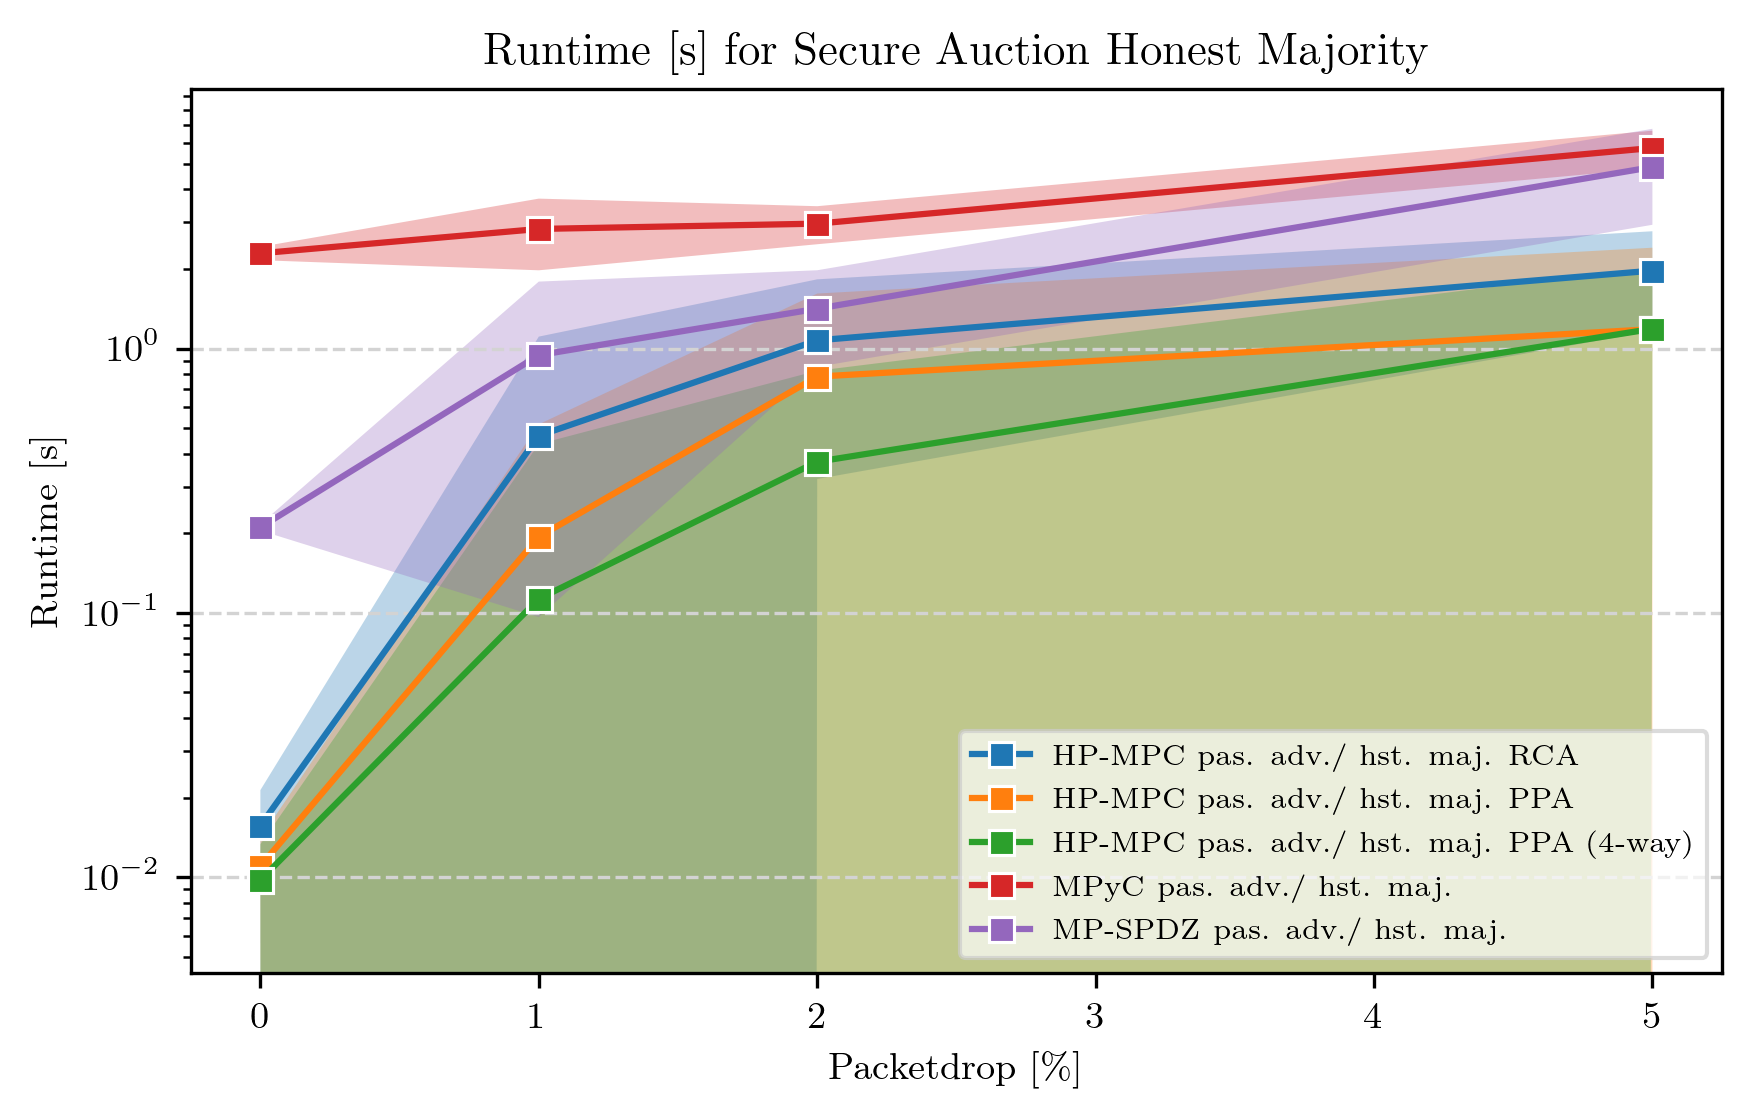 Runtime [s] for Secure Auction Honest Majority
Runtime [s]
10⁰
10⁻¹
10⁻²
HP-MPC pas. adv./ hst. maj. RCA
HP-MPC pas. adv./ hst. maj. PPA
HP-MPC pas. adv./ hst. maj. PPA (4-way)
MPyC pas. adv./ hst. maj.
MP-SPDZ pas. adv./ hst. maj.
0 1 2 3 4 5
Packetdrop [%]